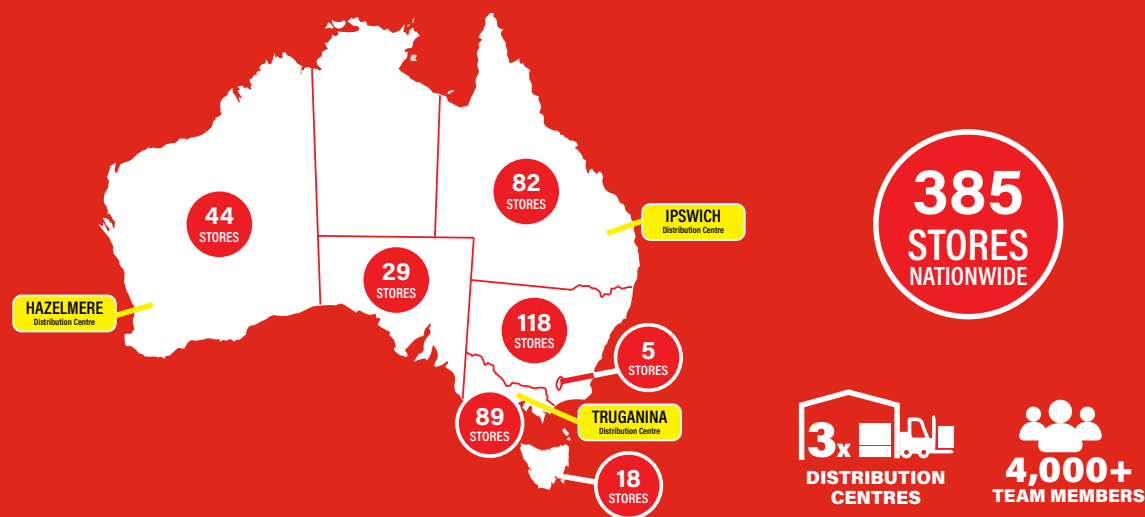 44
STORES
82
STORES
IPSWICH
Distribution Centre
29
STORES
HAZELMERE
Distribution Centre
118
STORES
5
STORES
89
STORES
TRUGANINA
Distribution Centre
18
STORES
385
STORES
NATIONWIDE
3x
DISTRIBUTION
CENTRES
4,000+
TEAM MEMBERS